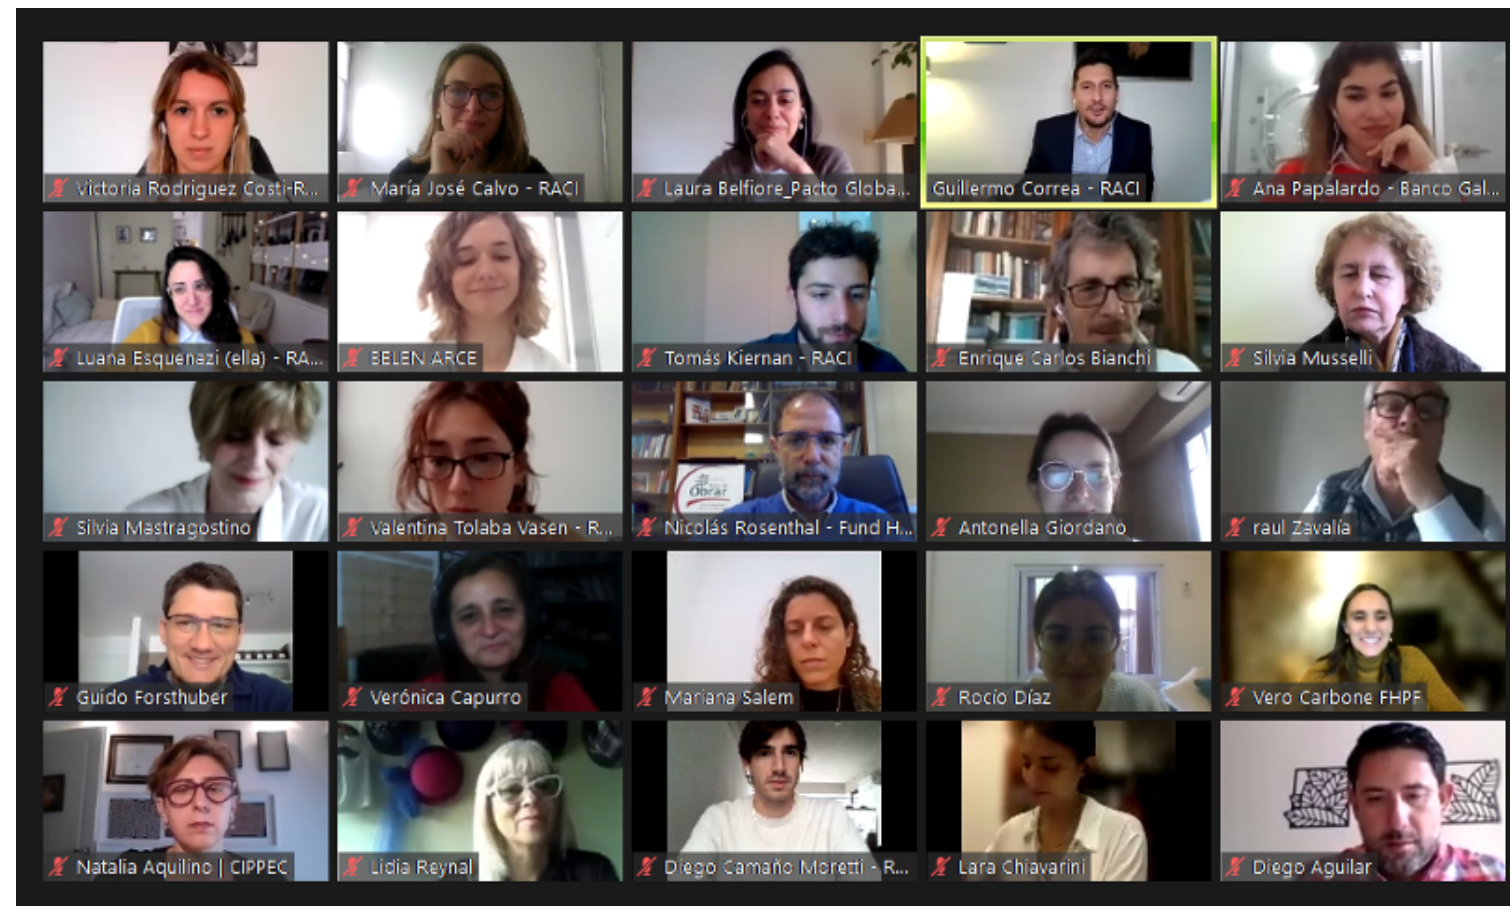 Victoria Rodriguez Costi-R...
María José Calvo - RACI
Laura Belfiore_Pacto Globa...
Guillermo Correa - RACI
Ana Papalardo - Banco Gal...
Luana Esquenazi (ella) - RA...
BELEN ARCE
Tomás Kiernan - RACI
Enrique Carlos Bianchi
Silvia Musselli
Silvia Mastragostino
Valentina Tolaba Vasen - R...
Obrar
Nicolás Rosenthal - Fund H...
Antonella Giordano
raul Zavalía
Guido Forsthuber
Verónica Capurro
Mariana Salem
Rocío Díaz
Vero Carbone FHPF
Natalia Aquilino | CIPPEC
Lidia Reynal
Diego Camaño Moretti - R...
Lara Chiavarini
Diego Aguilar